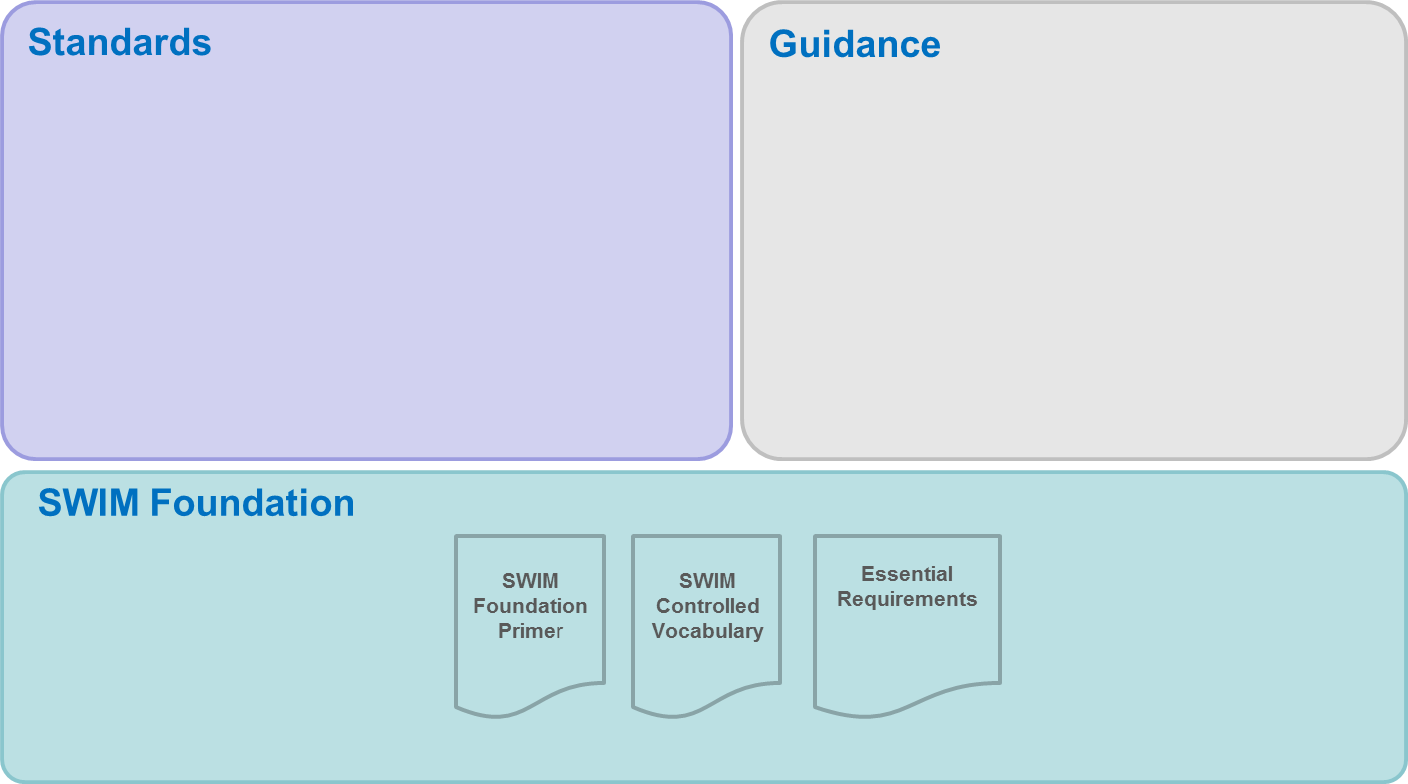 Standards
Guidance
SWIM Foundation
SWIM
Foundation
Primer
SWIM
Controlled
Vocabulary
Essential
Requirements